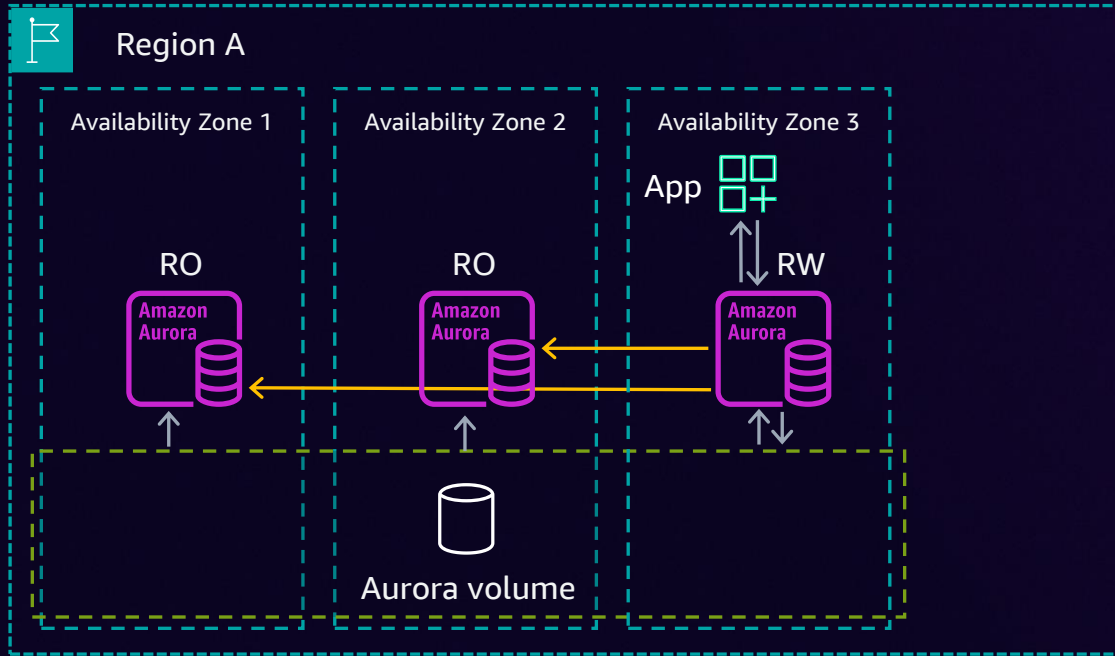 Region A
Availability Zone 1
Availability Zone 2
Availability Zone 3
App
RO
RO
RW
Amazon
Aurora
Amazon
Aurora
Amazon
Aurora
Aurora volume